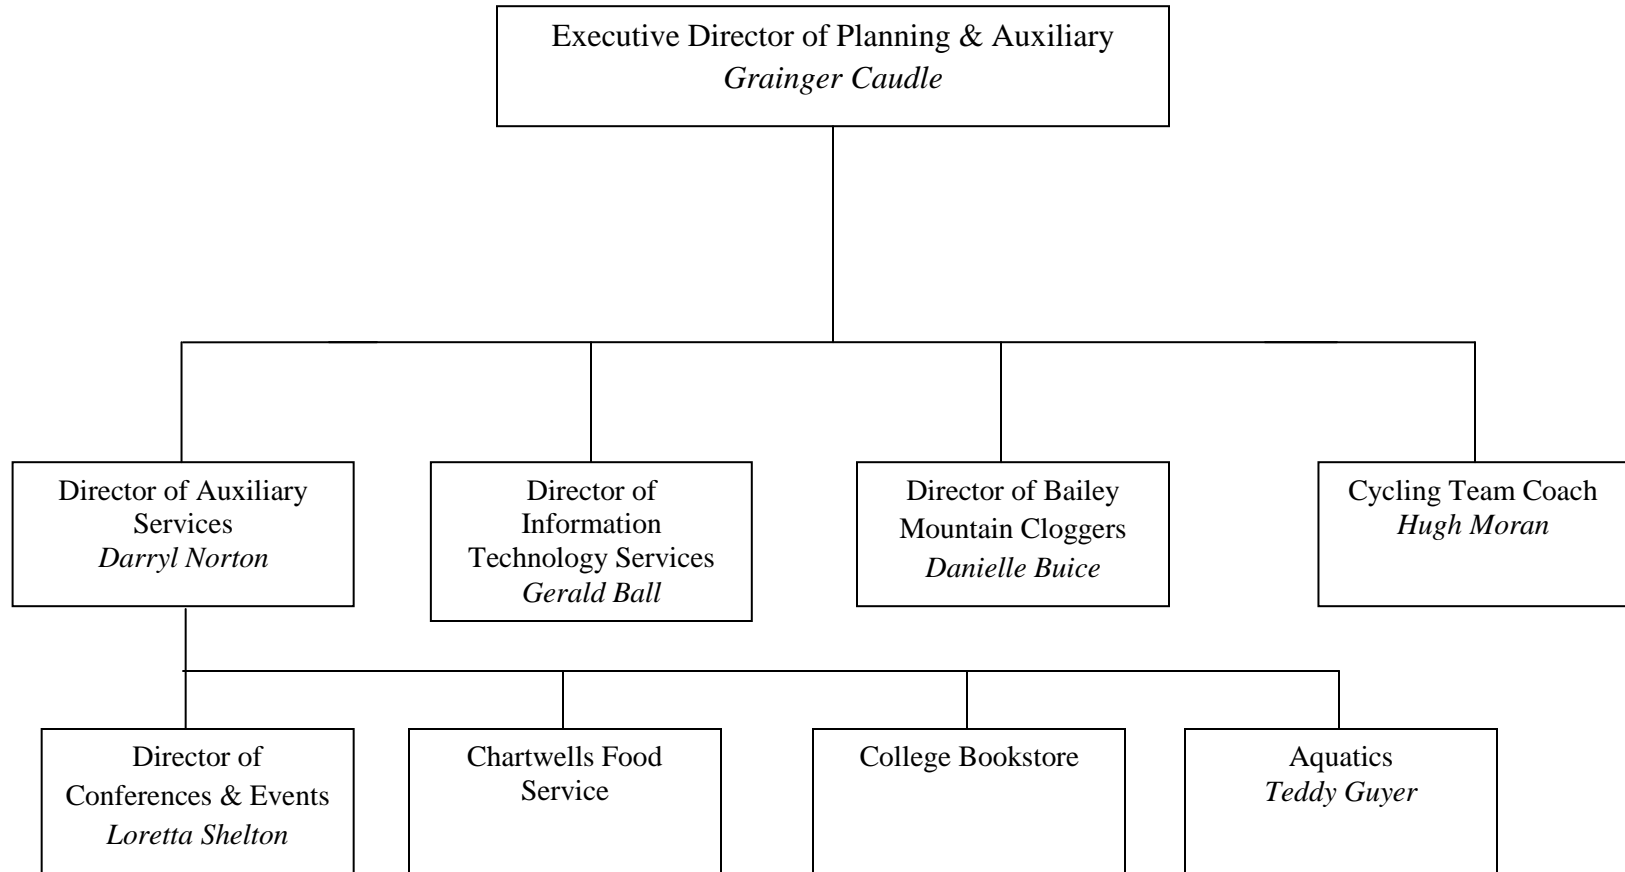 Executive Director of Planning & Auxiliary
Grainger Caudle
Director of Auxiliary
Services
Darryl Norton
Director of
Information
Technology Services
Gerald Ball
Director of Bailey
Mountain Cloggers
Danielle Buice
Cycling Team Coach
Hugh Moran
Director of
Conferences & Events
Loretta Shelton
Chartwells Food
Service
College Bookstore
Aquatics
Teddy Guyer